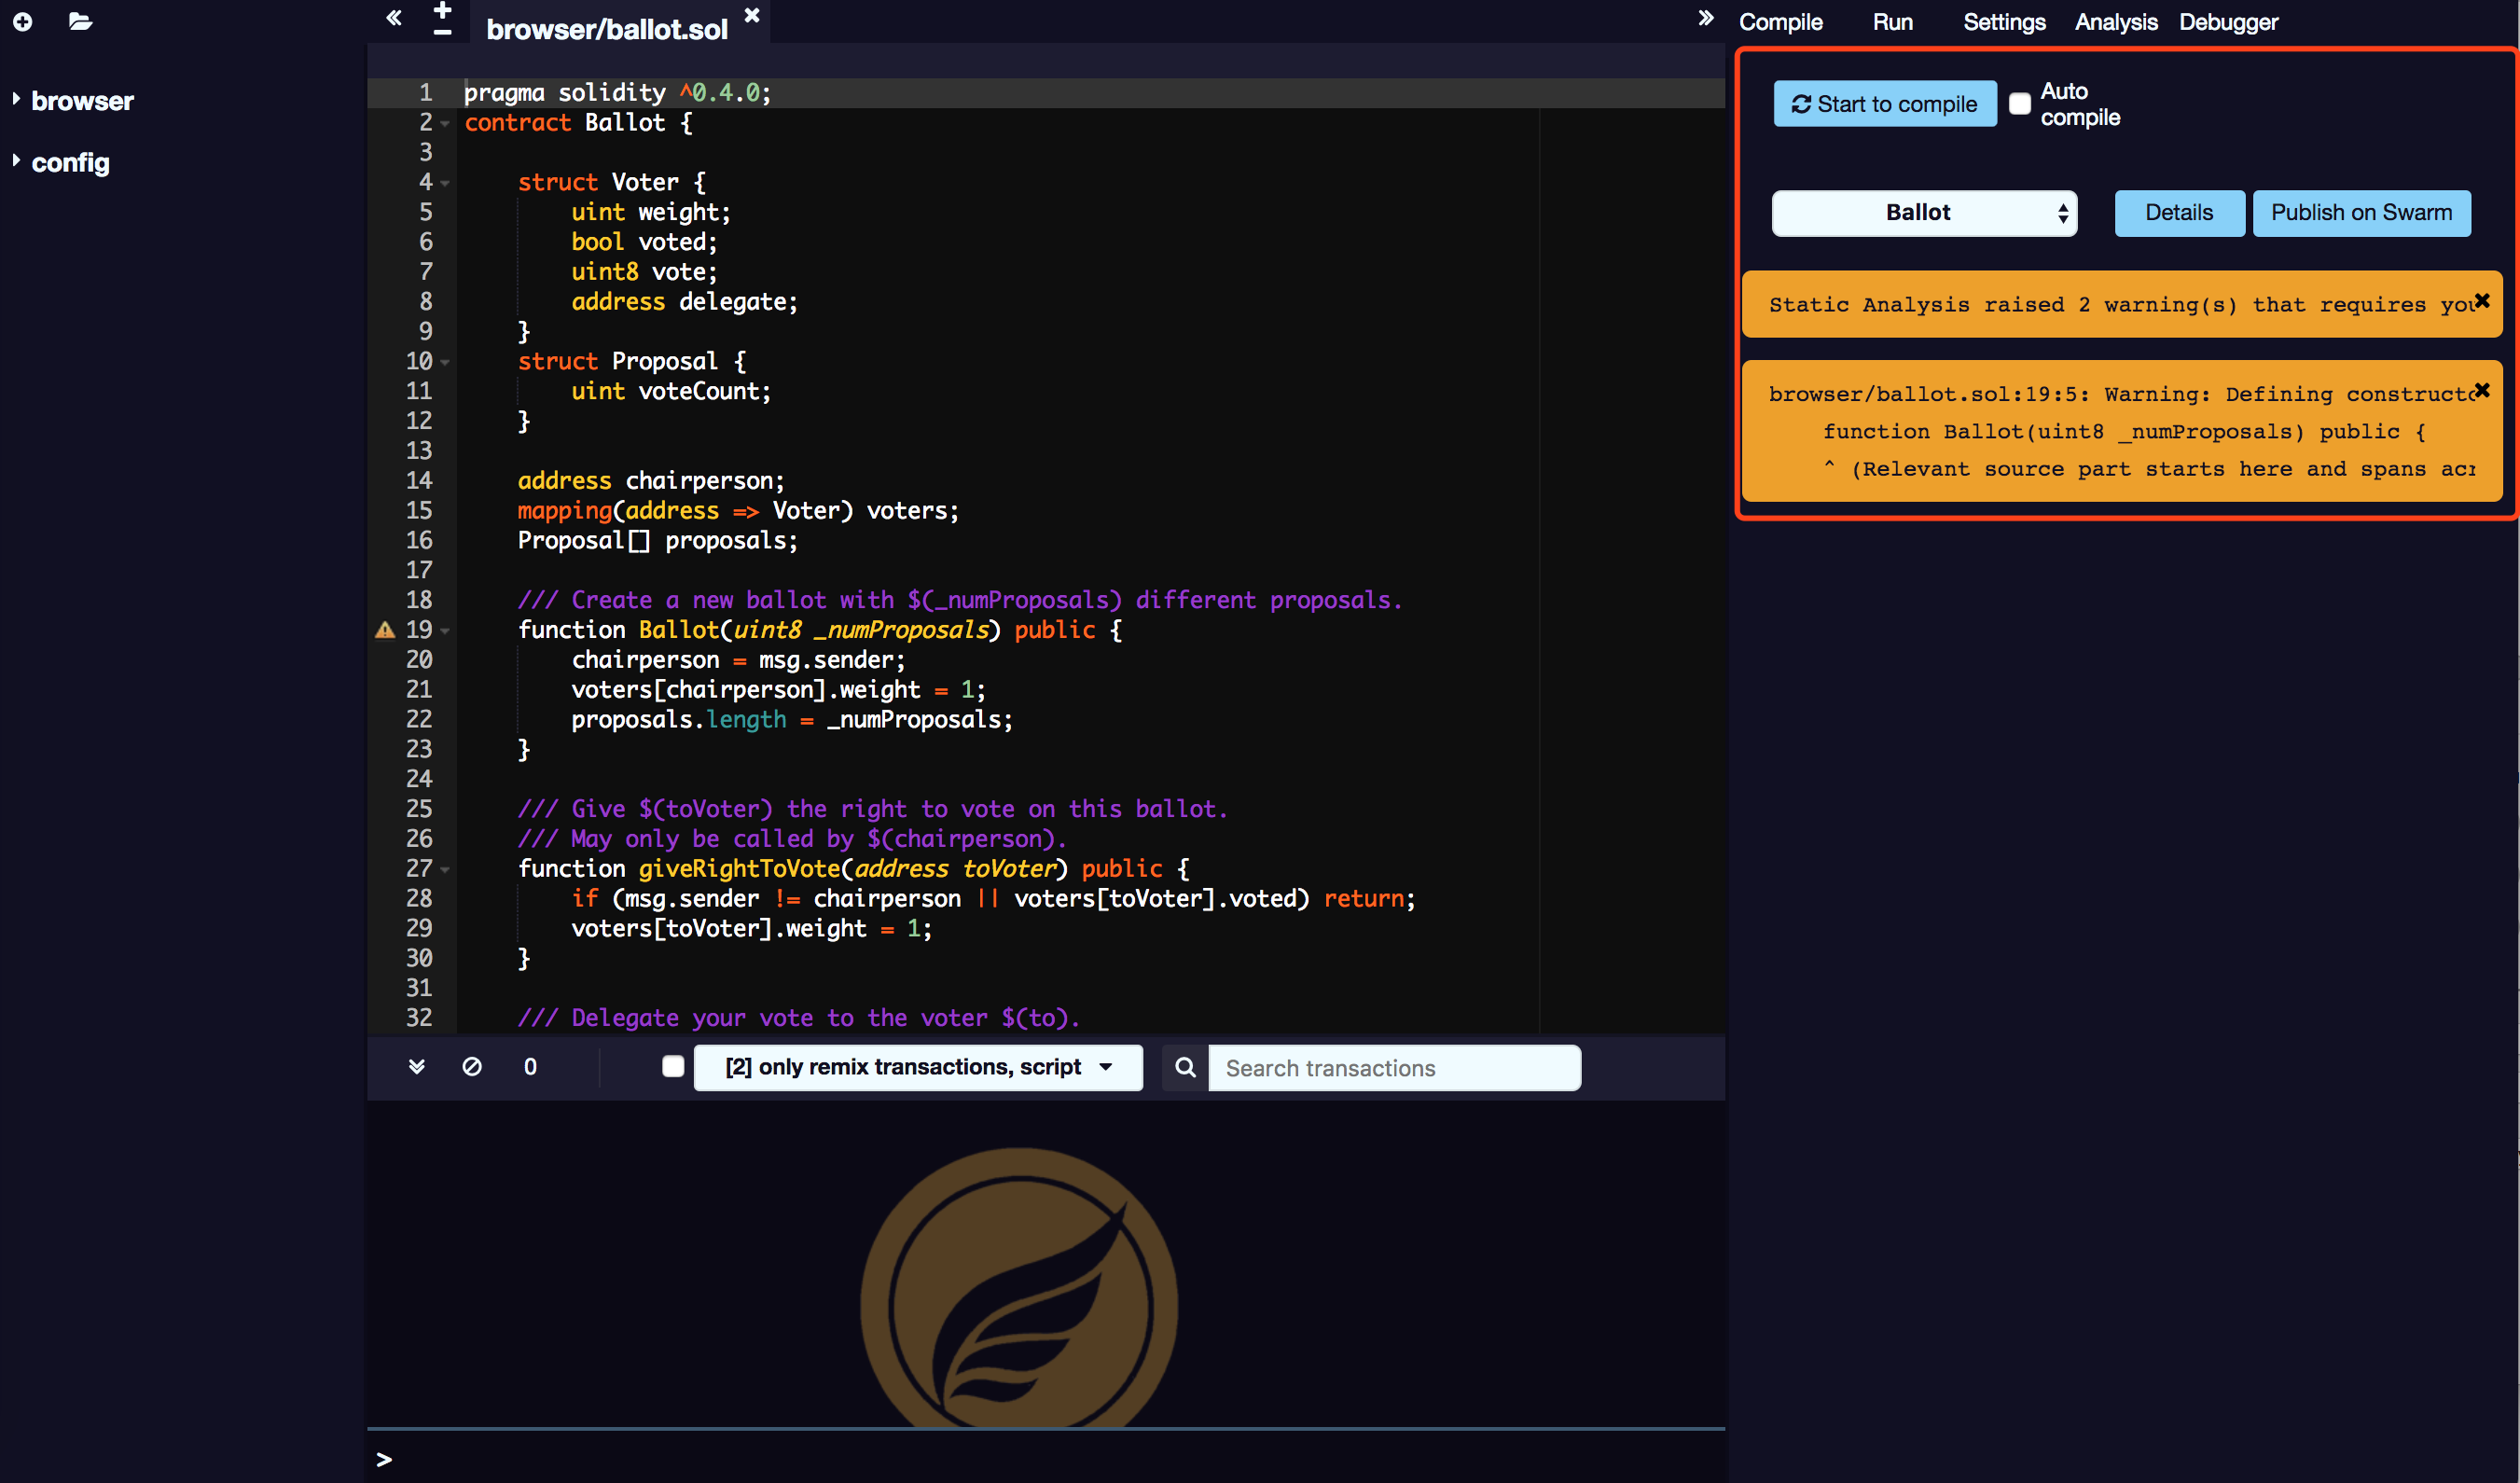 browser
config
browser/ballot.sol
1 pragma solidity ^0.4.0;
2 contract Ballot {
3
4 struct Voter {
5 uint weight;
6 bool voted;
7 uint8 vote;
8 address delegate;
9 }
10 struct Proposal {
11 uint voteCount;
12 }
13
14 address chairperson;
15 mapping(address => Voter) voters;
16 Proposal[] proposals;
17
18 /// Create a new ballot with $(_numProposals) different proposals.
19 function Ballot(uint8 _numProposals) public {
20 chairperson = msg.sender;
21 voters[chairperson].weight = 1;
22 proposals.length = _numProposals;
23 }
24
25 /// Give $(toVoter) the right to vote on this ballot.
26 /// May only be called by $(chairperson).
27 function giveRightToVote(address toVoter) public {
28 if (msg.sender != chairperson || voters[toVoter].voted) return;
29 voters[toVoter].weight = 1;
30 }
31
32 /// Delegate your vote to the voter $(to).
0
[2] only remix transactions, script
Search transactions
>
Compile Run Settings Analysis Debugger
Start to compile
Auto
compile
Ballot
Details
Publish on Swarm
Static Analysis raised 2 warning(s) that requires
browser/ballot.sol:19:5: Warning: Defining
function Ballot(uint8 _numProposals) public {
^ (Relevant source part starts here and spans